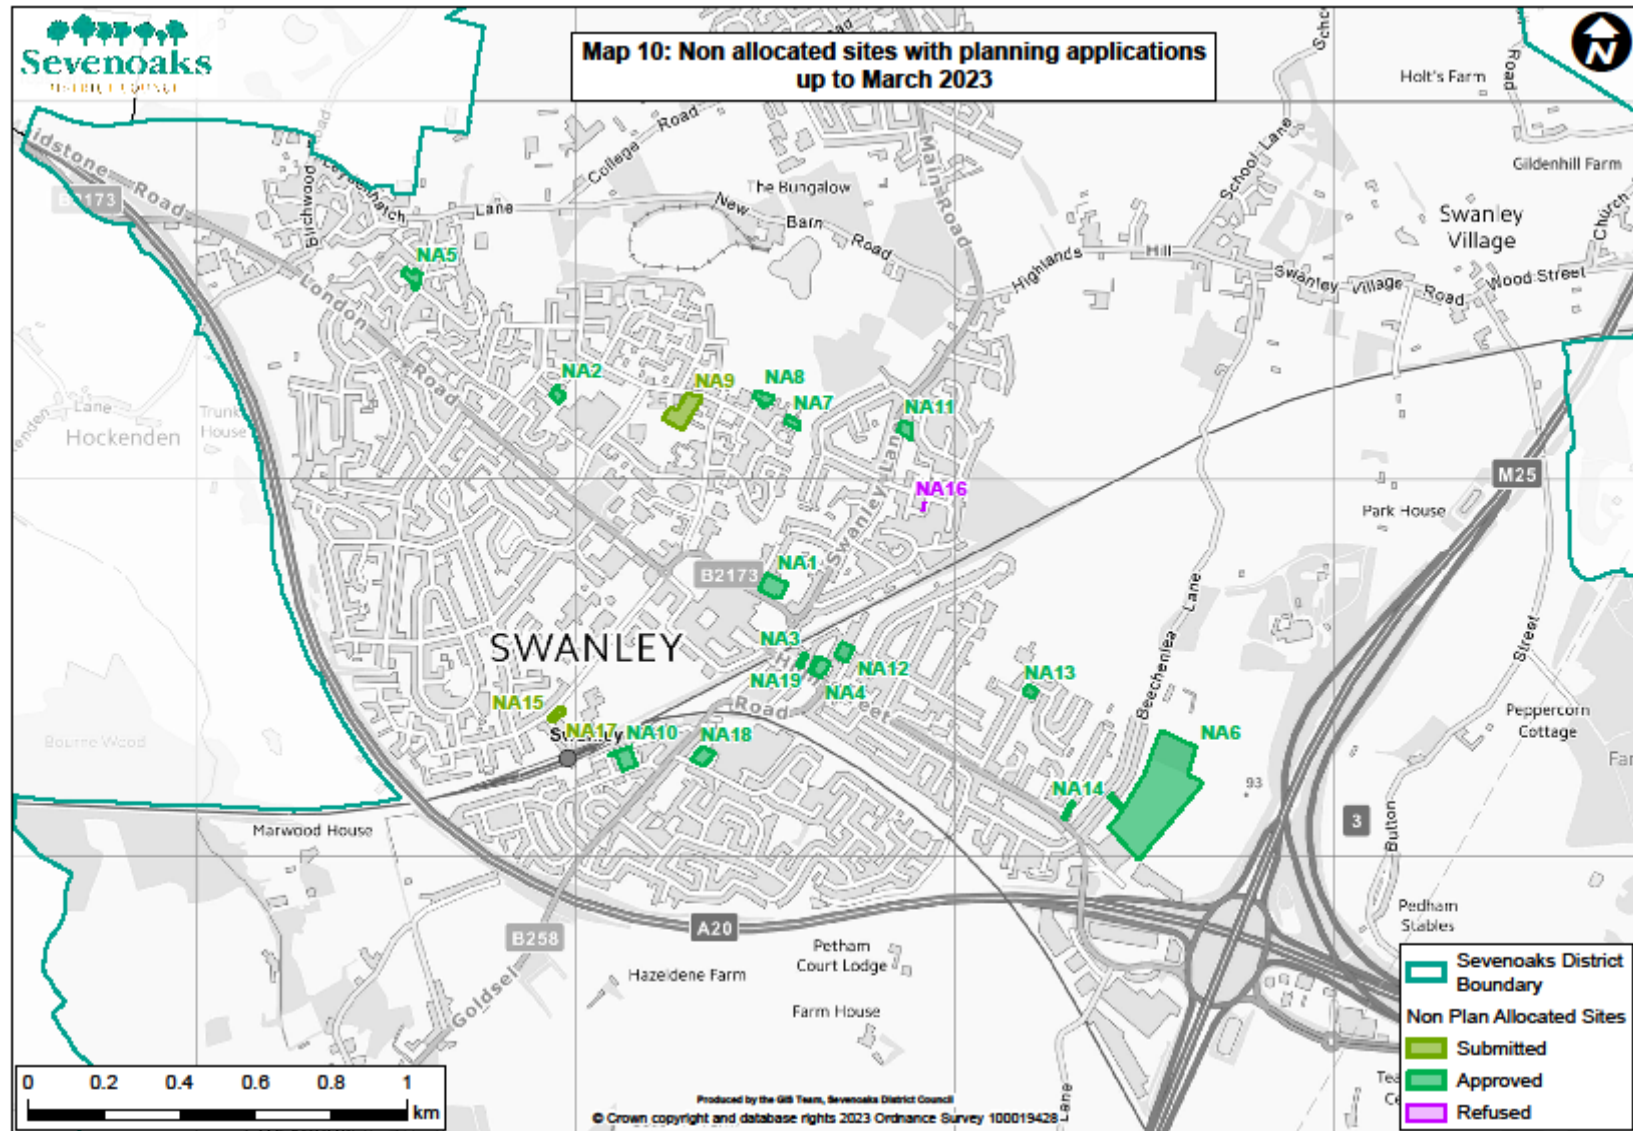 Sevenoaks
DISTRICT COUNCIL
Map 10: Non allocated sites with planning applications
up to March 2023
N
Holt's Farm
Road
Gildenhill Farm
Maidstone Road
B2173
Birchwood
Leydenhatch
Lane
College Road
The Bungalow
New
Barn
Road
Main Road
School Lane
Highlands
Hill
Swanley
Village
Swanley Village
Road
Wood Street
Church
NA5
London
Road
NA2
NA9
NA8
NA7
NA11
Lane
Hockenden
Trunk
House
Swanley Lane
NA16
M25
Park House
NA1
B2173
SWANLEY
NA3
NA19
NA12
NA4
NA13
Road
Street
Beechenlea Lane
NA15
NA17
Swanley
NA10
NA18
NA6
93
NA14
Peppercorn
Cottage
Bourne Wood
Marwood House
3
Button
Street
B258
A20
Goldsel
Hazeldene Farm
Petham
Court Lodge
Farm House
Pedham
Stables
Lane
Sevenoaks District
Boundary
Non Plan Allocated Sites
Submitted
Approved
Refused
0 0.2 0.4 0.6 0.8 1
km
Produced by the GIS Team, Sevenoaks District Council
© Crown copyright and database rights 2023 Ordnance Survey 100019428